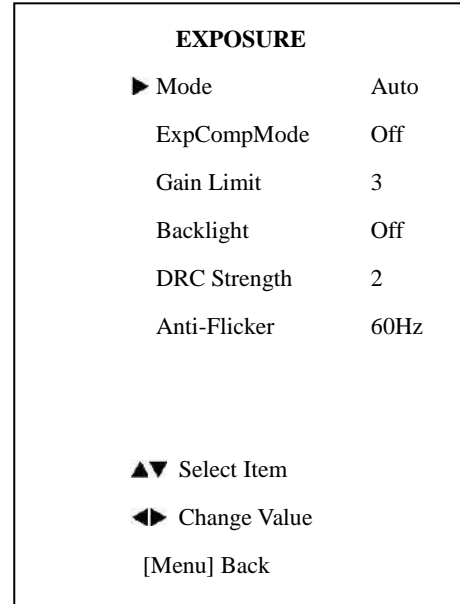 EXPOSURE
▶ Mode Auto
ExpCompMode Off
Gain Limit 3
Backlight Off
DRC Strength 2
Anti-Flicker 60Hz
▲▼ Select Item
◀▶ Change Value
[Menu] Back